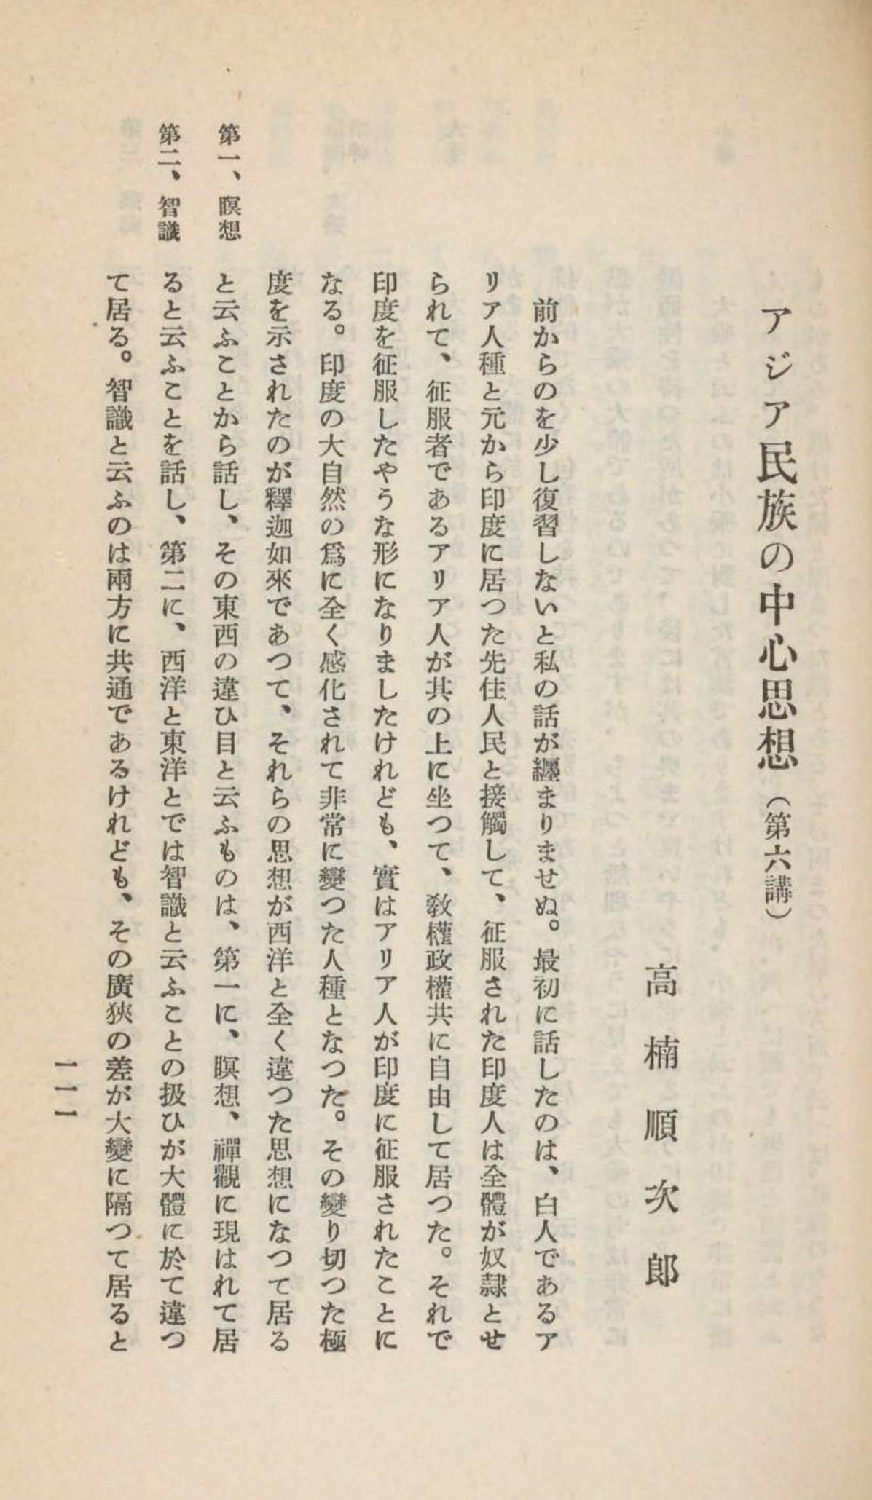 アジア民族の中心思想（第六講）
高楠順次郎
前からのを少し復習しないと私の話が纒まりませぬ。最初に話したのは、白人であるア
リア人種と元から印度に居つた先住人民と接觸して、征服された印度人は全體が奴隷とせ
られて、征服者であるアリア人が其の上に坐つて、敎權政權共に自由して居つた。それで
印度を征服したやうな形になりましたけれども、實はアリア人が印度に征服されたことに
なる。印度の大自然の爲に全く感化されて非常に變つた人種となつた。その變り切つた極
度を示されたのが釋迦如來であつて、それらの思想が西洋と全く違つた思想になつて居る
第一、瞑想
と云ふことから話し、その東西の違ひ目と云ふものは、第一に、瞑想、禪觀に現はれて居
第二、智識
ると云ふことを話し、第二に、西洋と東洋とでは智識と云ふことの扱ひが大體に於て違つ
て居る。智識と云ふのは兩方に共通であるけれども、その廣狹の差が大變に隔つて居ると
一一一